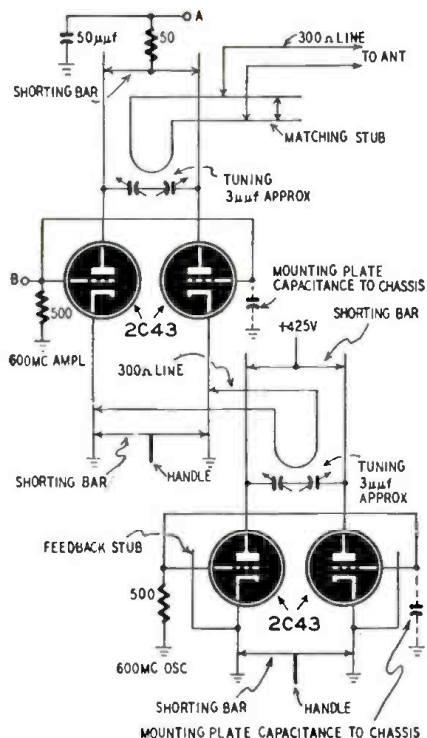 A
50μμf
50
300Ω LINE
TO ANT
SHORTING BAR
MATCHING STUB
TUNING
3μμf
APPROX
B
MOUNTING PLATE
CAPACITANCE TO CHASSIS
500
2C43
SHORTING BAR
+425V
600MC AMPL
300Ω LINE
SHORTING BAR
HANDLE
TUNING
3μμf
APPROX
FEEDBACK STUB
500
2C43
600MC OSC
SHORTING BAR
HANDLE
MOUNTING PLATE CAPACITANCE TO CHASSIS